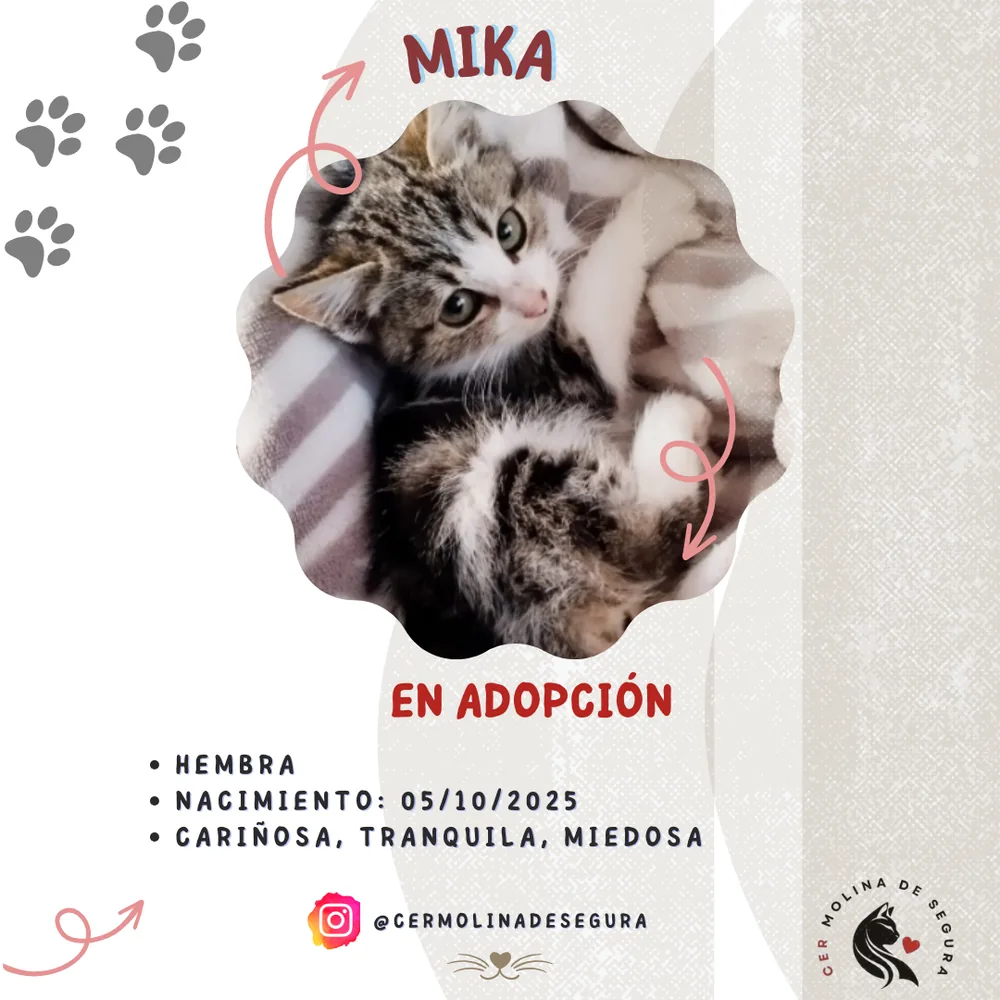 MIKA
EN ADOPCIÓN
HEMBRA
NACIMIENTO: 05/10/2025
CARIÑOSA, TRANQUILA, MIEDOSA
@CERMOLINADESEGURA
CER MOLINA DE SEGURA